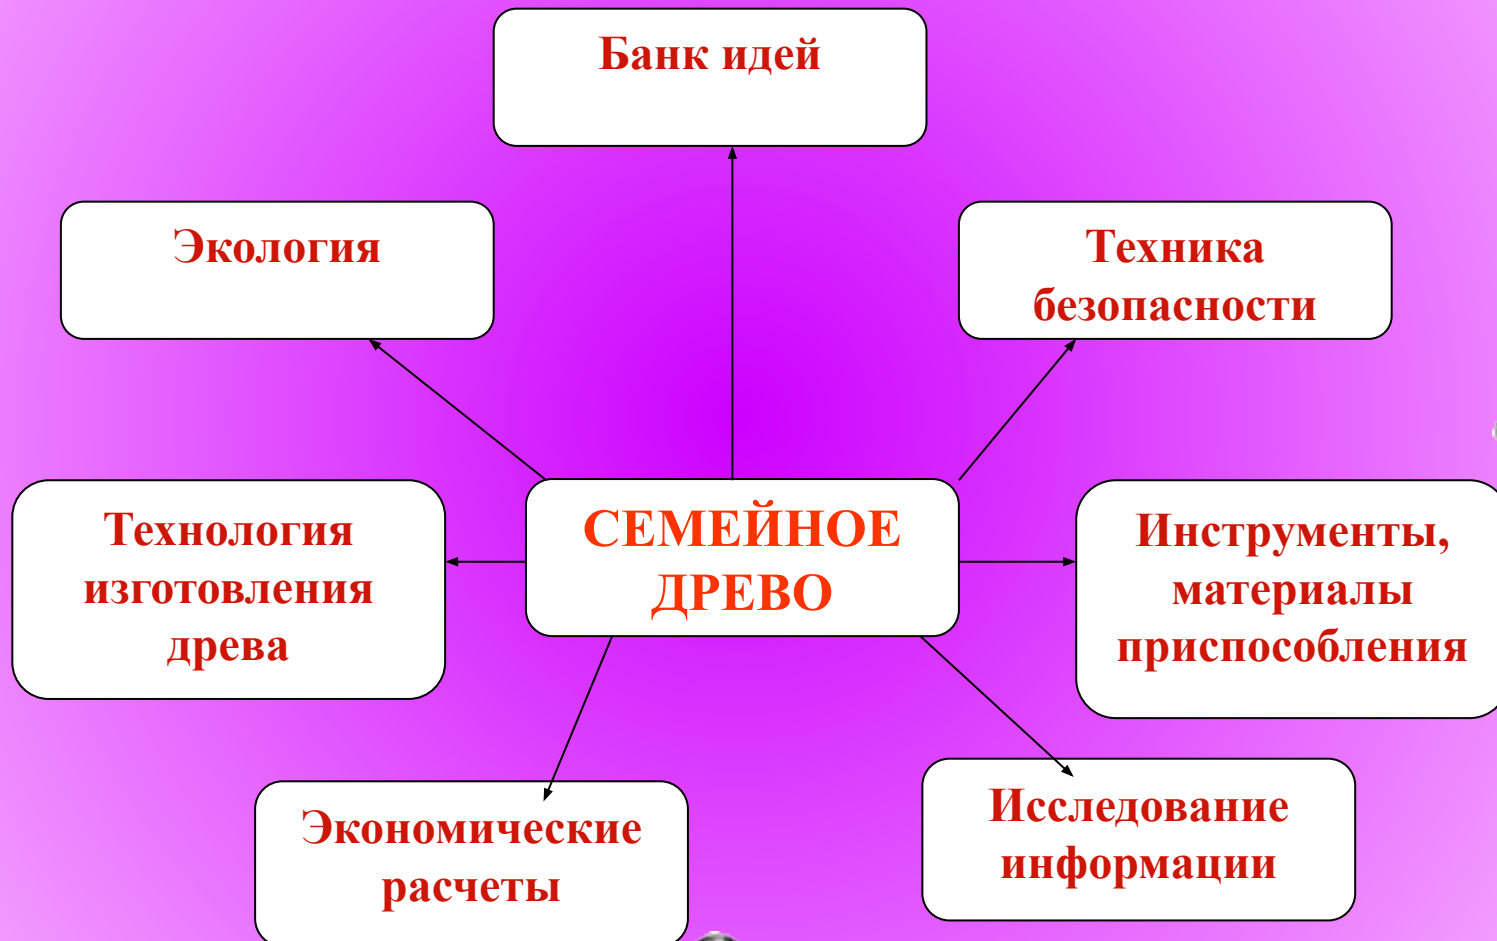 Банк идей
Экология
Техника
безопасности
СЕМЕЙНОЕ
ДРЕВО
Технология
изготовления
древа
Инструменты,
материалы
приспособления
Экономические
расчеты
Исследование
информации